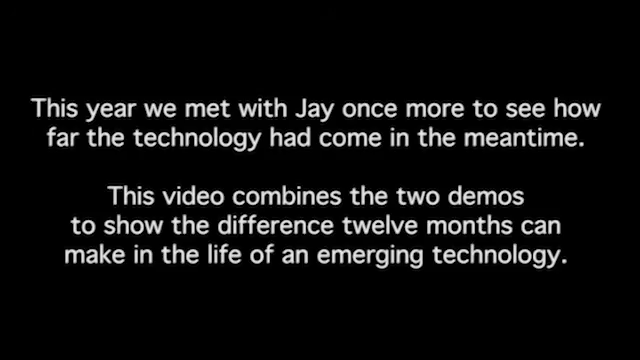 This year we met with Jay once more to see how
far the technology had come in the meantime.
This video combines the two demos
to show the difference twelve months can
make in the life of an emerging technology.